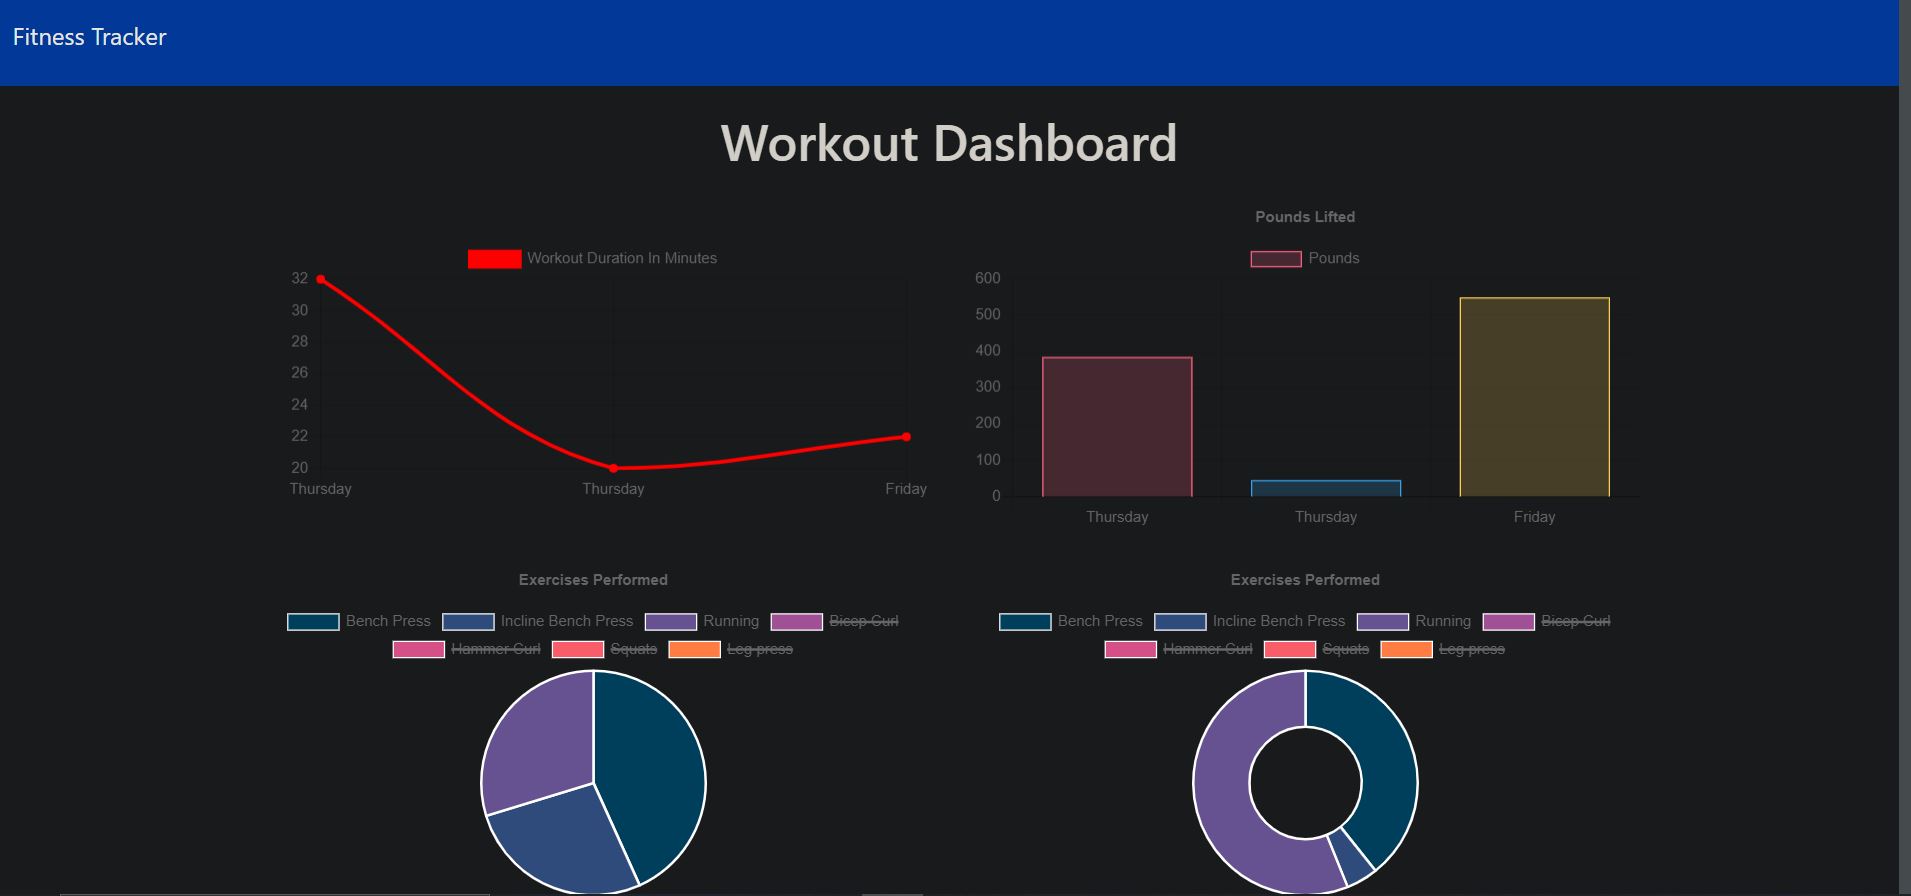 Fitness Tracker
Workout Dashboard
Workout Duration In Minutes
32
30
28
26
24
22
20
Thursday Thursday Friday
Pounds Lifted
Pounds
600
500
400
300
200
100
0
Thursday Thursday Friday
Exercises Performed
Bench Press Incline Bench Press Running Bicep Curl
Hammer Curl Squats Leg press
Exercises Performed
Bench Press Incline Bench Press Running Bicep Curl
Hammer Curl Squats Leg press